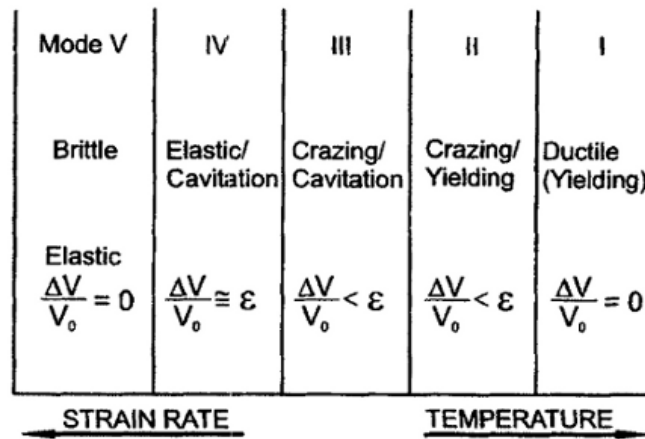 Mode V IV III II I
Brittle Elastic/ Crazing/ Crazing/ Ductile
Cavitation Cavitation Yielding (Yielding)
Elastic
ΔV/V₀ = 0 ΔV/V₀ ≅ ε ΔV/V₀ < ε ΔV/V₀ < ε ΔV/V₀ = 0
STRAIN RATE TEMPERATURE